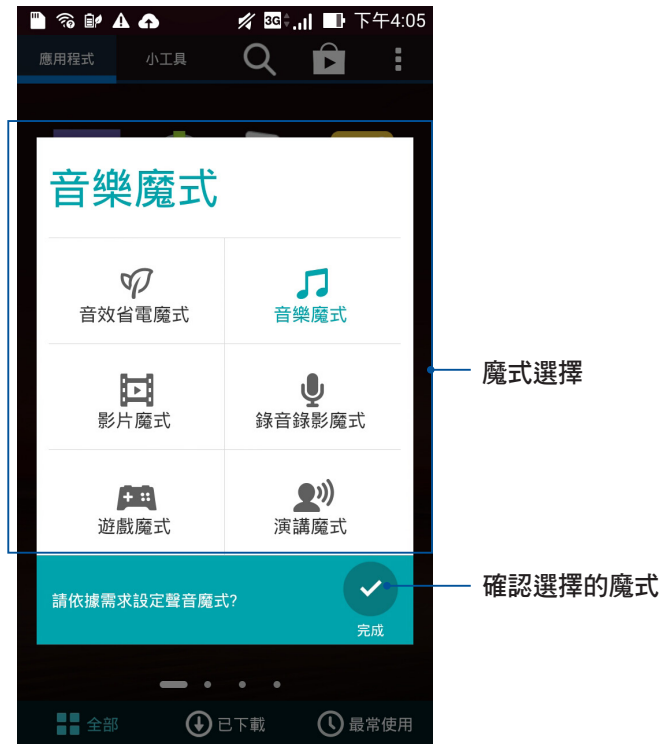 3G 下午4:05
應用程式 小工具
音樂魔式
音效省電魔式 音樂魔式
影片魔式 錄音錄影魔式
魔式選擇
遊戲魔式 演講魔式
請依據需求設定聲音魔式?
完成
確認選擇的魔式
全部 已下載 最常使用